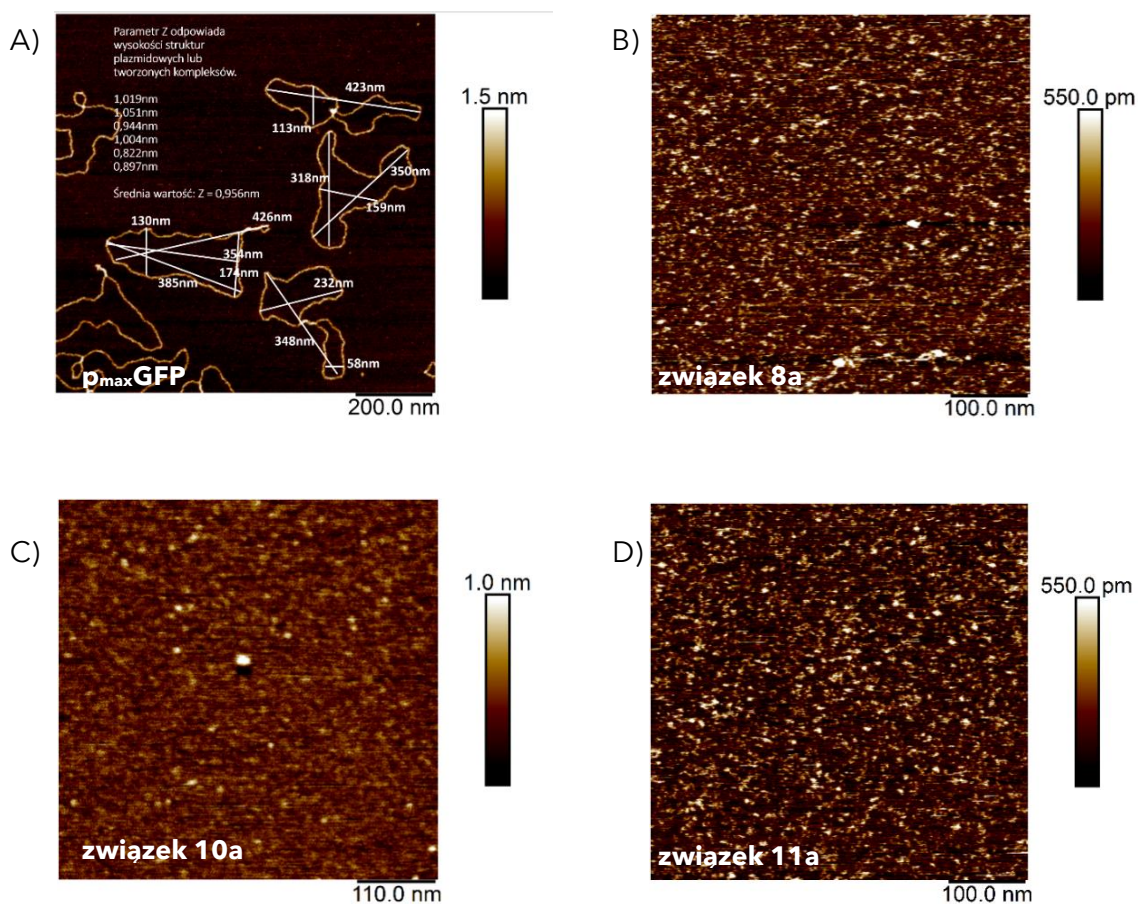 A)
Parametr Z odpowiada
wysokości struktur
plazmidowych lub
tworzonych kompleksów.
1,019nm
1,051nm
0,944nm
1,004nm
0,822nm
0,897nm
Średnia wartość: Z = 0,956nm
423nm
113nm
318nm
350nm
159nm
130nm
426nm
354nm
174nm
385nm
232nm
348nm
58nm
pmaxGFP
1.5 nm
200.0 nm
B)
związek 8a
550.0 pm
100.0 nm
C)
związek 10a
1.0 nm
110.0 nm
D)
związek 11a
550.0 pm
100.0 nm